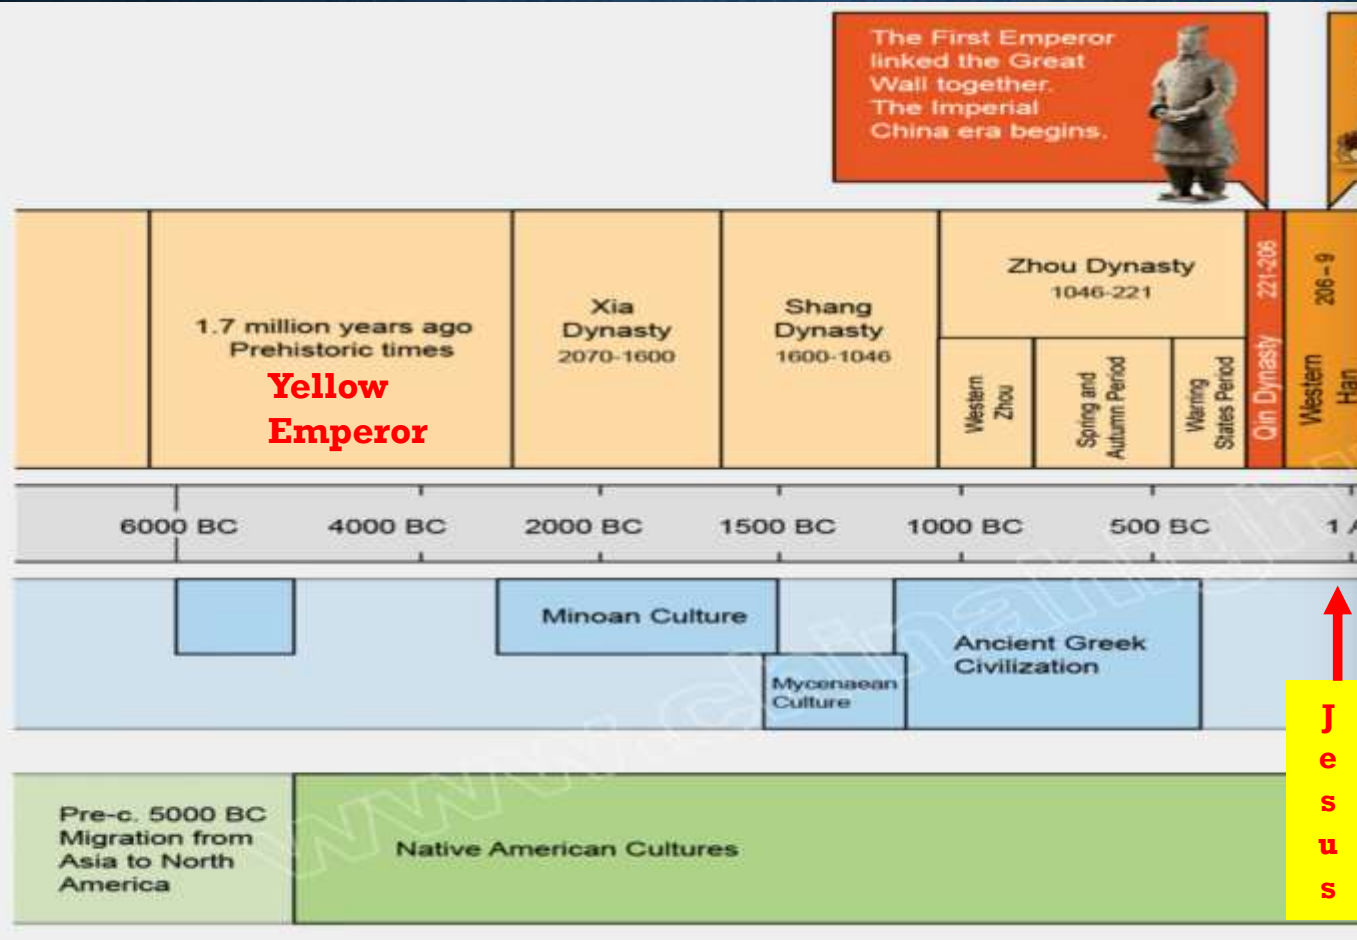 The First Emperor
linked the Great
Wall together.
The Imperial
China era begins.
1.7 million years ago
Prehistoric times
Yellow
Emperor
Xia
Dynasty
2070-1600
Shang
Dynasty
1600-1046
Zhou Dynasty
1046-221
Western
Zhou
Spring and
Autumn Period
Warring
States Period
Qin Dynasty 221-206
Western 206 – 9
Han
6000 BC 4000 BC 2000 BC 1500 BC 1000 BC 500 BC 1
Minoan Culture
Mycenaean
Culture
Ancient Greek
Civilization
Jesus
Pre-c. 5000 BC
Migration from
Asia to North
America
Native American Cultures